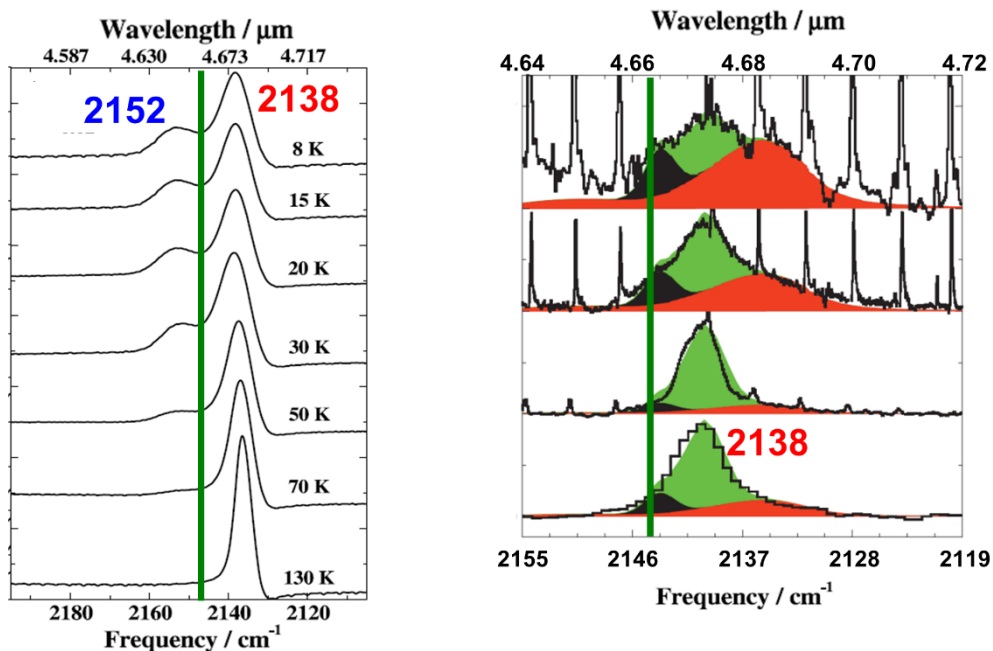 Wavelength / μm
4.587 4.630 4.673 4.717
2152
2138
8 K
15 K
20 K
30 K
50 K
70 K
130 K
2180 2160 2140 2120
Frequency / cm-1
Wavelength / μm
4.64 4.66 4.68 4.70 4.72
2138
2155 2146 2137 2128 2119
Frequency / cm-1